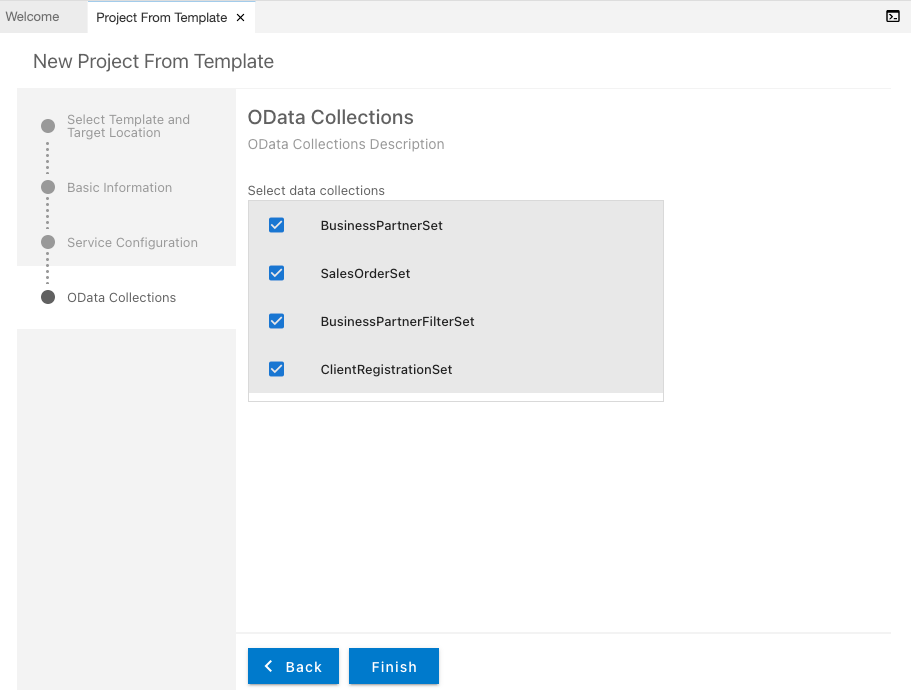 Welcome
Project From Template
New Project From Template
Select Template and
Target Location
Basic Information
Service Configuration
OData Collections
OData Collections
OData Collections Description
Select data collections
BusinessPartnerSet
SalesOrderSet
BusinessPartnerFilterSet
ClientRegistrationSet
Back
Finish